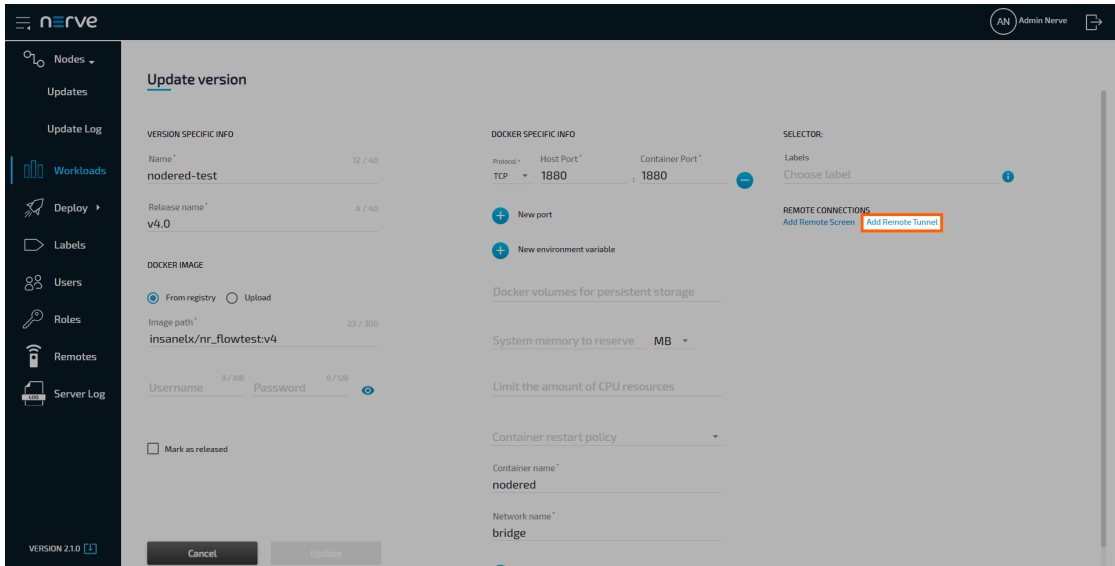 nerve
AN Admin Nerve
Nodes
Updates
Update Log
Workloads
Deploy
Labels
Users
Roles
Remotes
LOG Server Log
VERSION 2.1.0
Update version
VERSION SPECIFIC INFO
Name* 12 / 40
nodered-test
Release name* 4 / 40
v4.0
DOCKER IMAGE
From registry Upload
Image path* 23 / 300
insanelx/nr_flowtest:v4
0 / 100 0 / 120
Username Password
Mark as released
Cancel Update
DOCKER SPECIFIC INFO
Protocol* Host Port* Container Port*
TCP 1880 : 1880
New port
New environment variable
Docker volumes for persistent storage
System memory to reserve MB
Limit the amount of CPU resources
Container restart policy
Container name*
nodered
Network name*
bridge
SELECTOR:
Labels
Choose label
REMOTE CONNECTIONS
Add Remote Screen Add Remote Tunnel